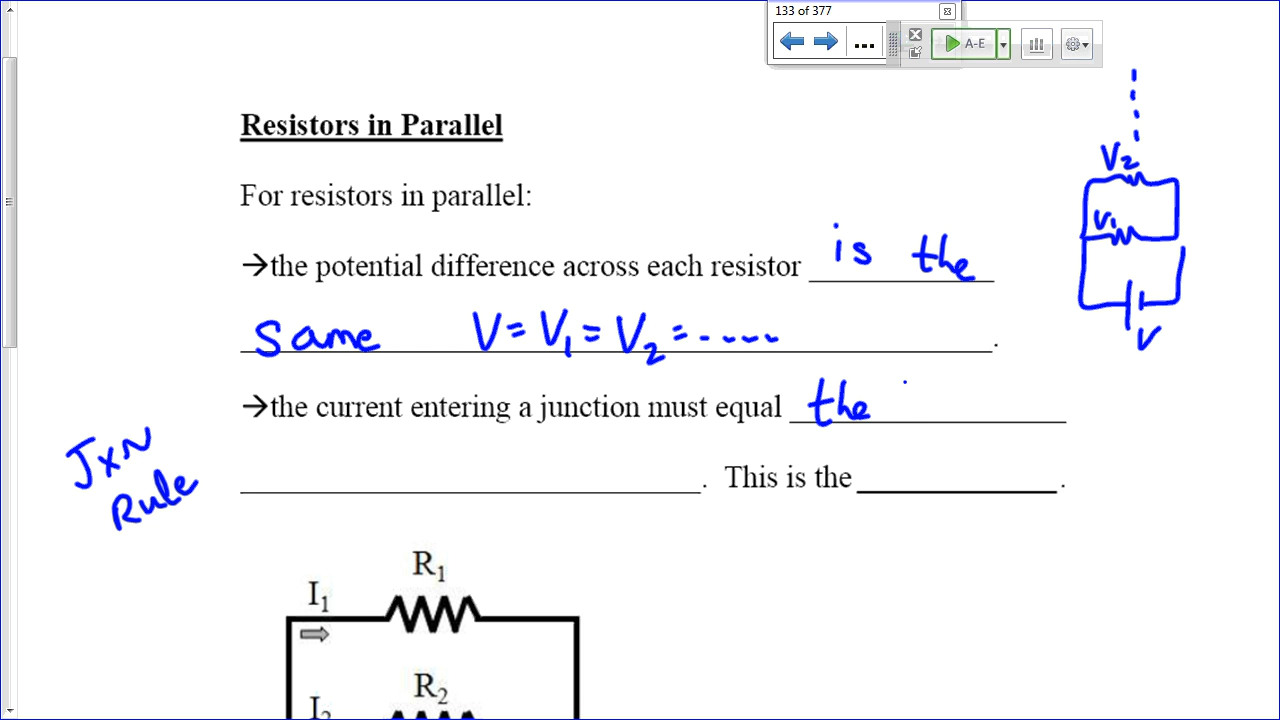 133 of 377
A-E
Resistors in Parallel
For resistors in parallel:
→the potential difference across each resistor is the
same V = V₁ = V₂ = .....
→the current entering a junction must equal the
JXN
Rule
. This is the .
V₂
V₁
V
R₁
I₁
R₂
I₂